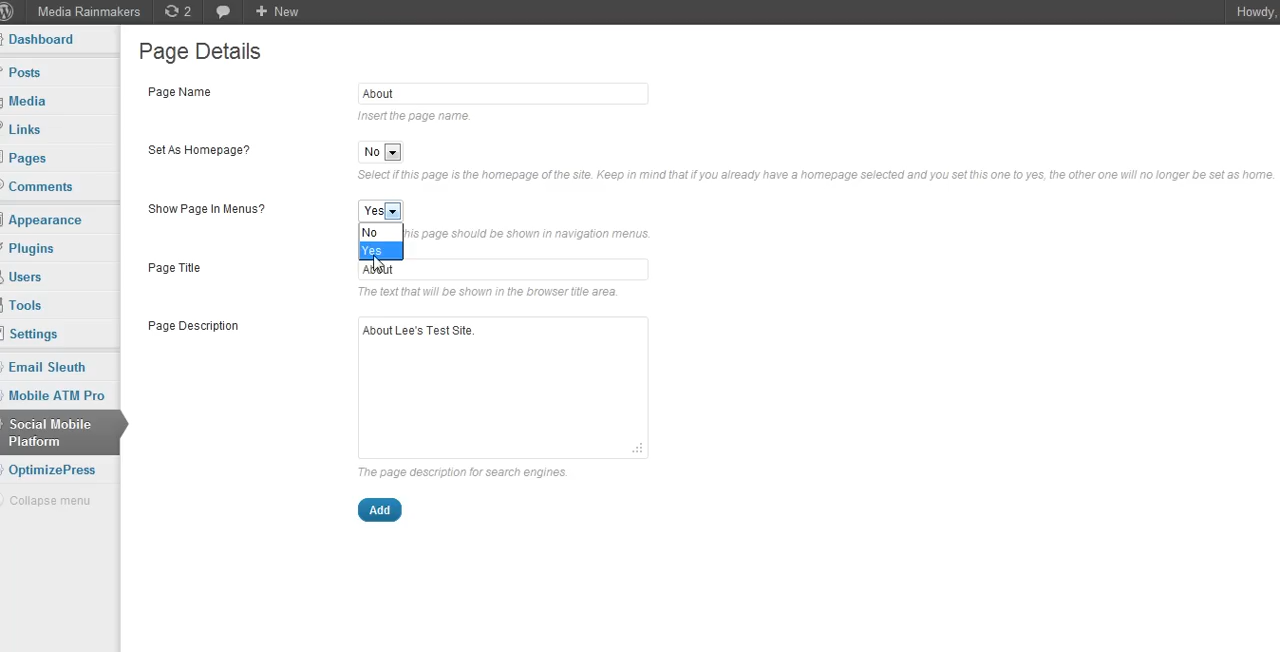 Media Rainmakers 2 New Howdy,
Dashboard
Posts
Media
Links
Pages
Comments
Appearance
Plugins
Users
Tools
Settings
Email Sleuth
Mobile ATM Pro
Social Mobile
Platform
OptimizePress
Collapse menu
Page Details
Page Name
About
Insert the page name.
Set As Homepage?
No
Select if this page is the homepage of the site. Keep in mind that if you already have a homepage selected and you set this one to yes, the other one will no longer be set as home.
Show Page In Menus?
Yes
No
Yes
this page should be shown in navigation menus.
Page Title
About
The text that will be shown in the browser title area.
Page Description
About Lee's Test Site.
The page description for search engines.
Add